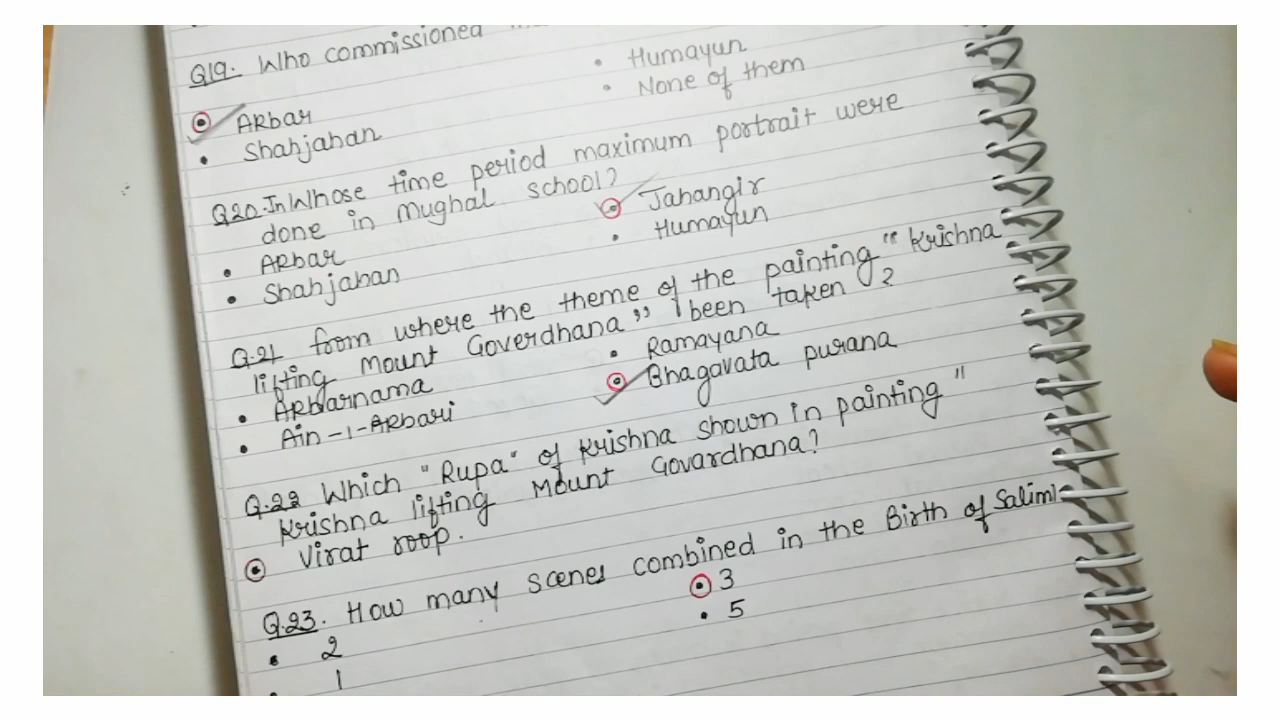 Q19. Who commissioned
• Akbar
• Humayun
• Shahjahan
• None of them
Q20. In Whose time period maximum portrait were
done in Mughal school?
• Akbar
• Jahangir
• Shahjahan
• Humayun
Q.21 from where the theme of the painting " Krishna
lifting Mount Goverdhana" been taken ?
• Akbarnama
• Ramayana
• Ain-i-Akbari
• Bhagavata purana
Q.22 Which "Rupa" of Krishna shown in painting "
Krishna lifting Mount Govardhana?
• Virat roop.
Q.23. How many scenes combined in the Birth of Salim
• 2
• 3
• 1
• 5